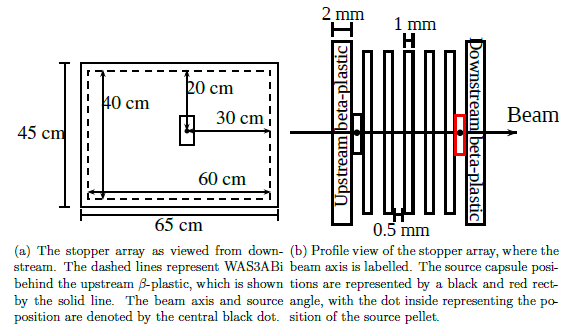 2 mm
1 mm
20 cm
40 cm
30 cm
45 cm
60 cm
65 cm
Upstream beta-plastic
Downstream beta-plastic
Beam
0.5 mm
(a) The stopper array as viewed from down-
stream. The dashed lines represent WAS3ABi
behind the upstream β-plastic, which is shown
by the solid line. The beam axis and source
position are denoted by the central black dot.
(b) Profile view of the stopper array, where the
beam axis is labelled. The source capsule posi-
tions are represented by a black and red rect-
angle, with the dot inside representing the po-
sition of the source pellet.